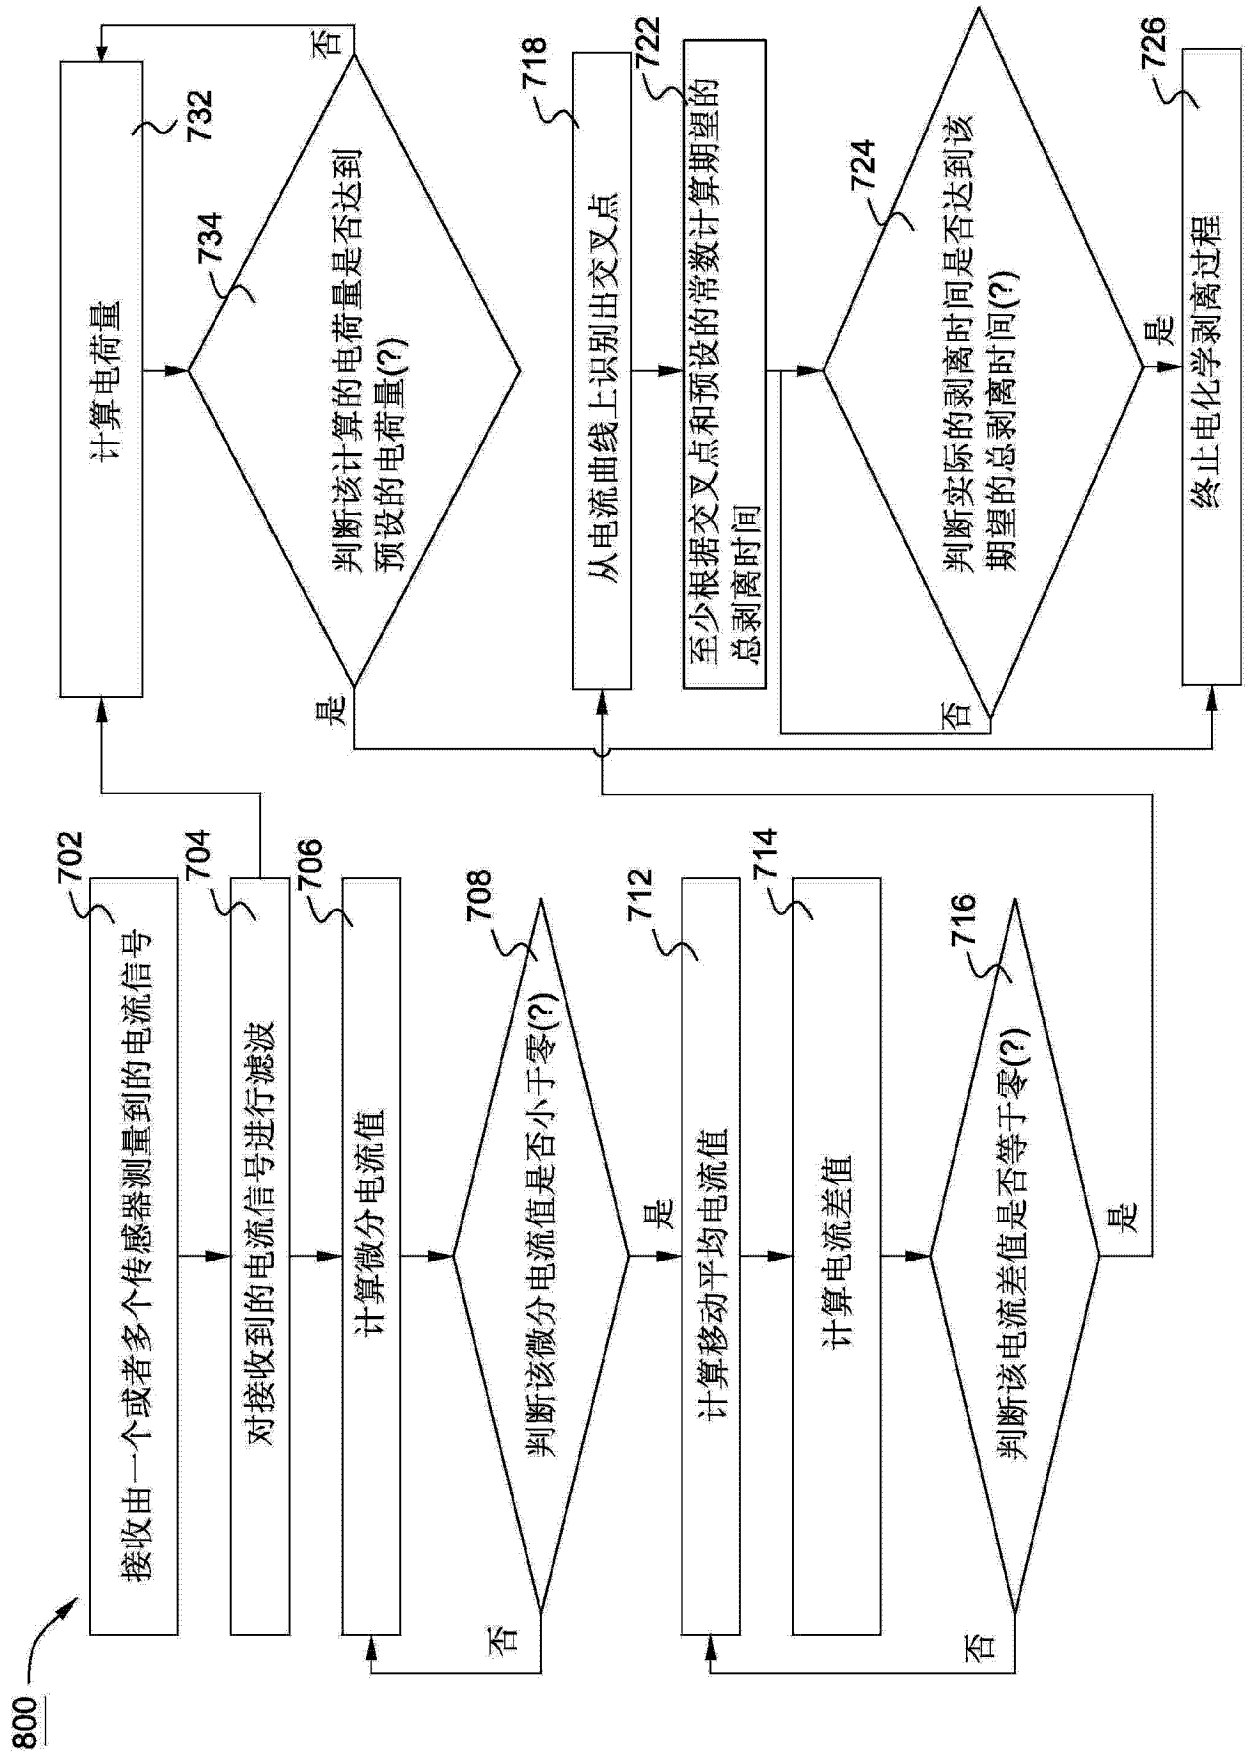 800
702
接收由一个或者多个传感器测量到的电流信号
704
对接收到的电流信号进行滤波
706
计算微分电流值
708
判断该微分电流值是否小于零(?)
否
是
712
计算移动平均电流值
714
计算电流差值
716
判断该电流差值是否等于零(?)
否
是
732
计算电荷量
734
判断该计算的电荷量是否达到
预设的电荷量(?)
否
是
718
从电流曲线上识别出交叉点
722
至少根据交叉点和预设的常数计算期望的
总剥离时间
724
判断实际的剥离时间是否达到该
期望的总剥离时间(?)
否
是
726
终止电化学剥离过程